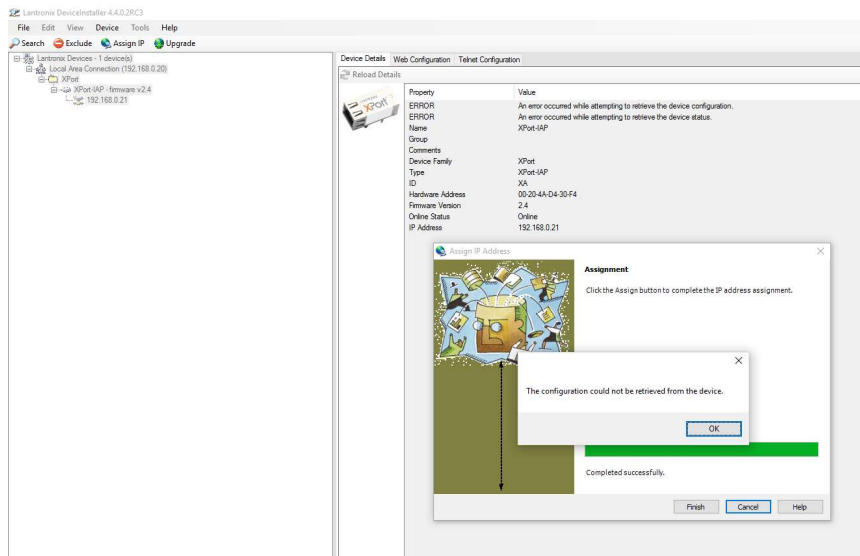 Lantronix DeviceInstaller 4.4.0.2RC3
File Edit View Device Tools Help
Search Exclude Assign IP Upgrade
Lantronix Devices - 1 device(s)
Local Area Connection (192.168.0.20)
XPort
XPort-IAP - firmware v2.4
192.168.0.21
Device Details Web Configuration Telnet Configuration
Reload Details
XPort
Property Value
ERROR An error occurred while attempting to retrieve the device configuration.
ERROR An error occurred while attempting to retrieve the device status.
Name XPort-IAP
Group
Comments
Device Family XPort
Type XPort-IAP
ID XA
Hardware Address 00-20-4A-D4-30-F4
Firmware Version 2.4
Online Status Online
IP Address 192.168.0.21
Assign IP Address
Assignment
Click the Assign button to complete the IP address assignment.
The configuration could not be retrieved from the device.
OK
Completed successfully.
Finish Cancel Help